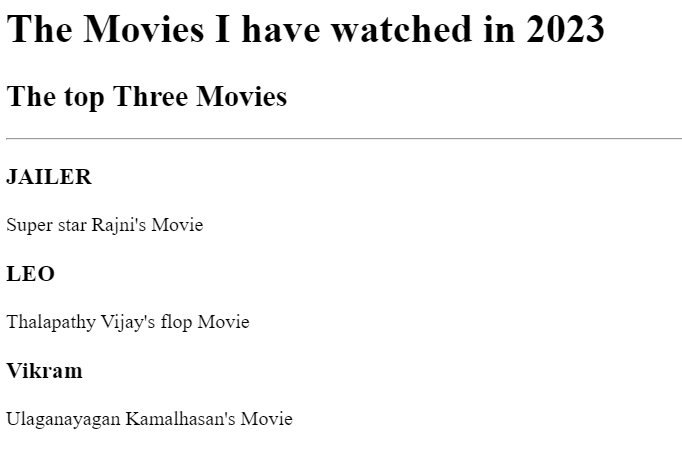 The Movies I have watched in 2023
The top Three Movies
JAILER
Super star Rajni's Movie
LEO
Thalapathy Vijay's flop Movie
Vikram
Ulaganayagan Kamalhasan's Movie